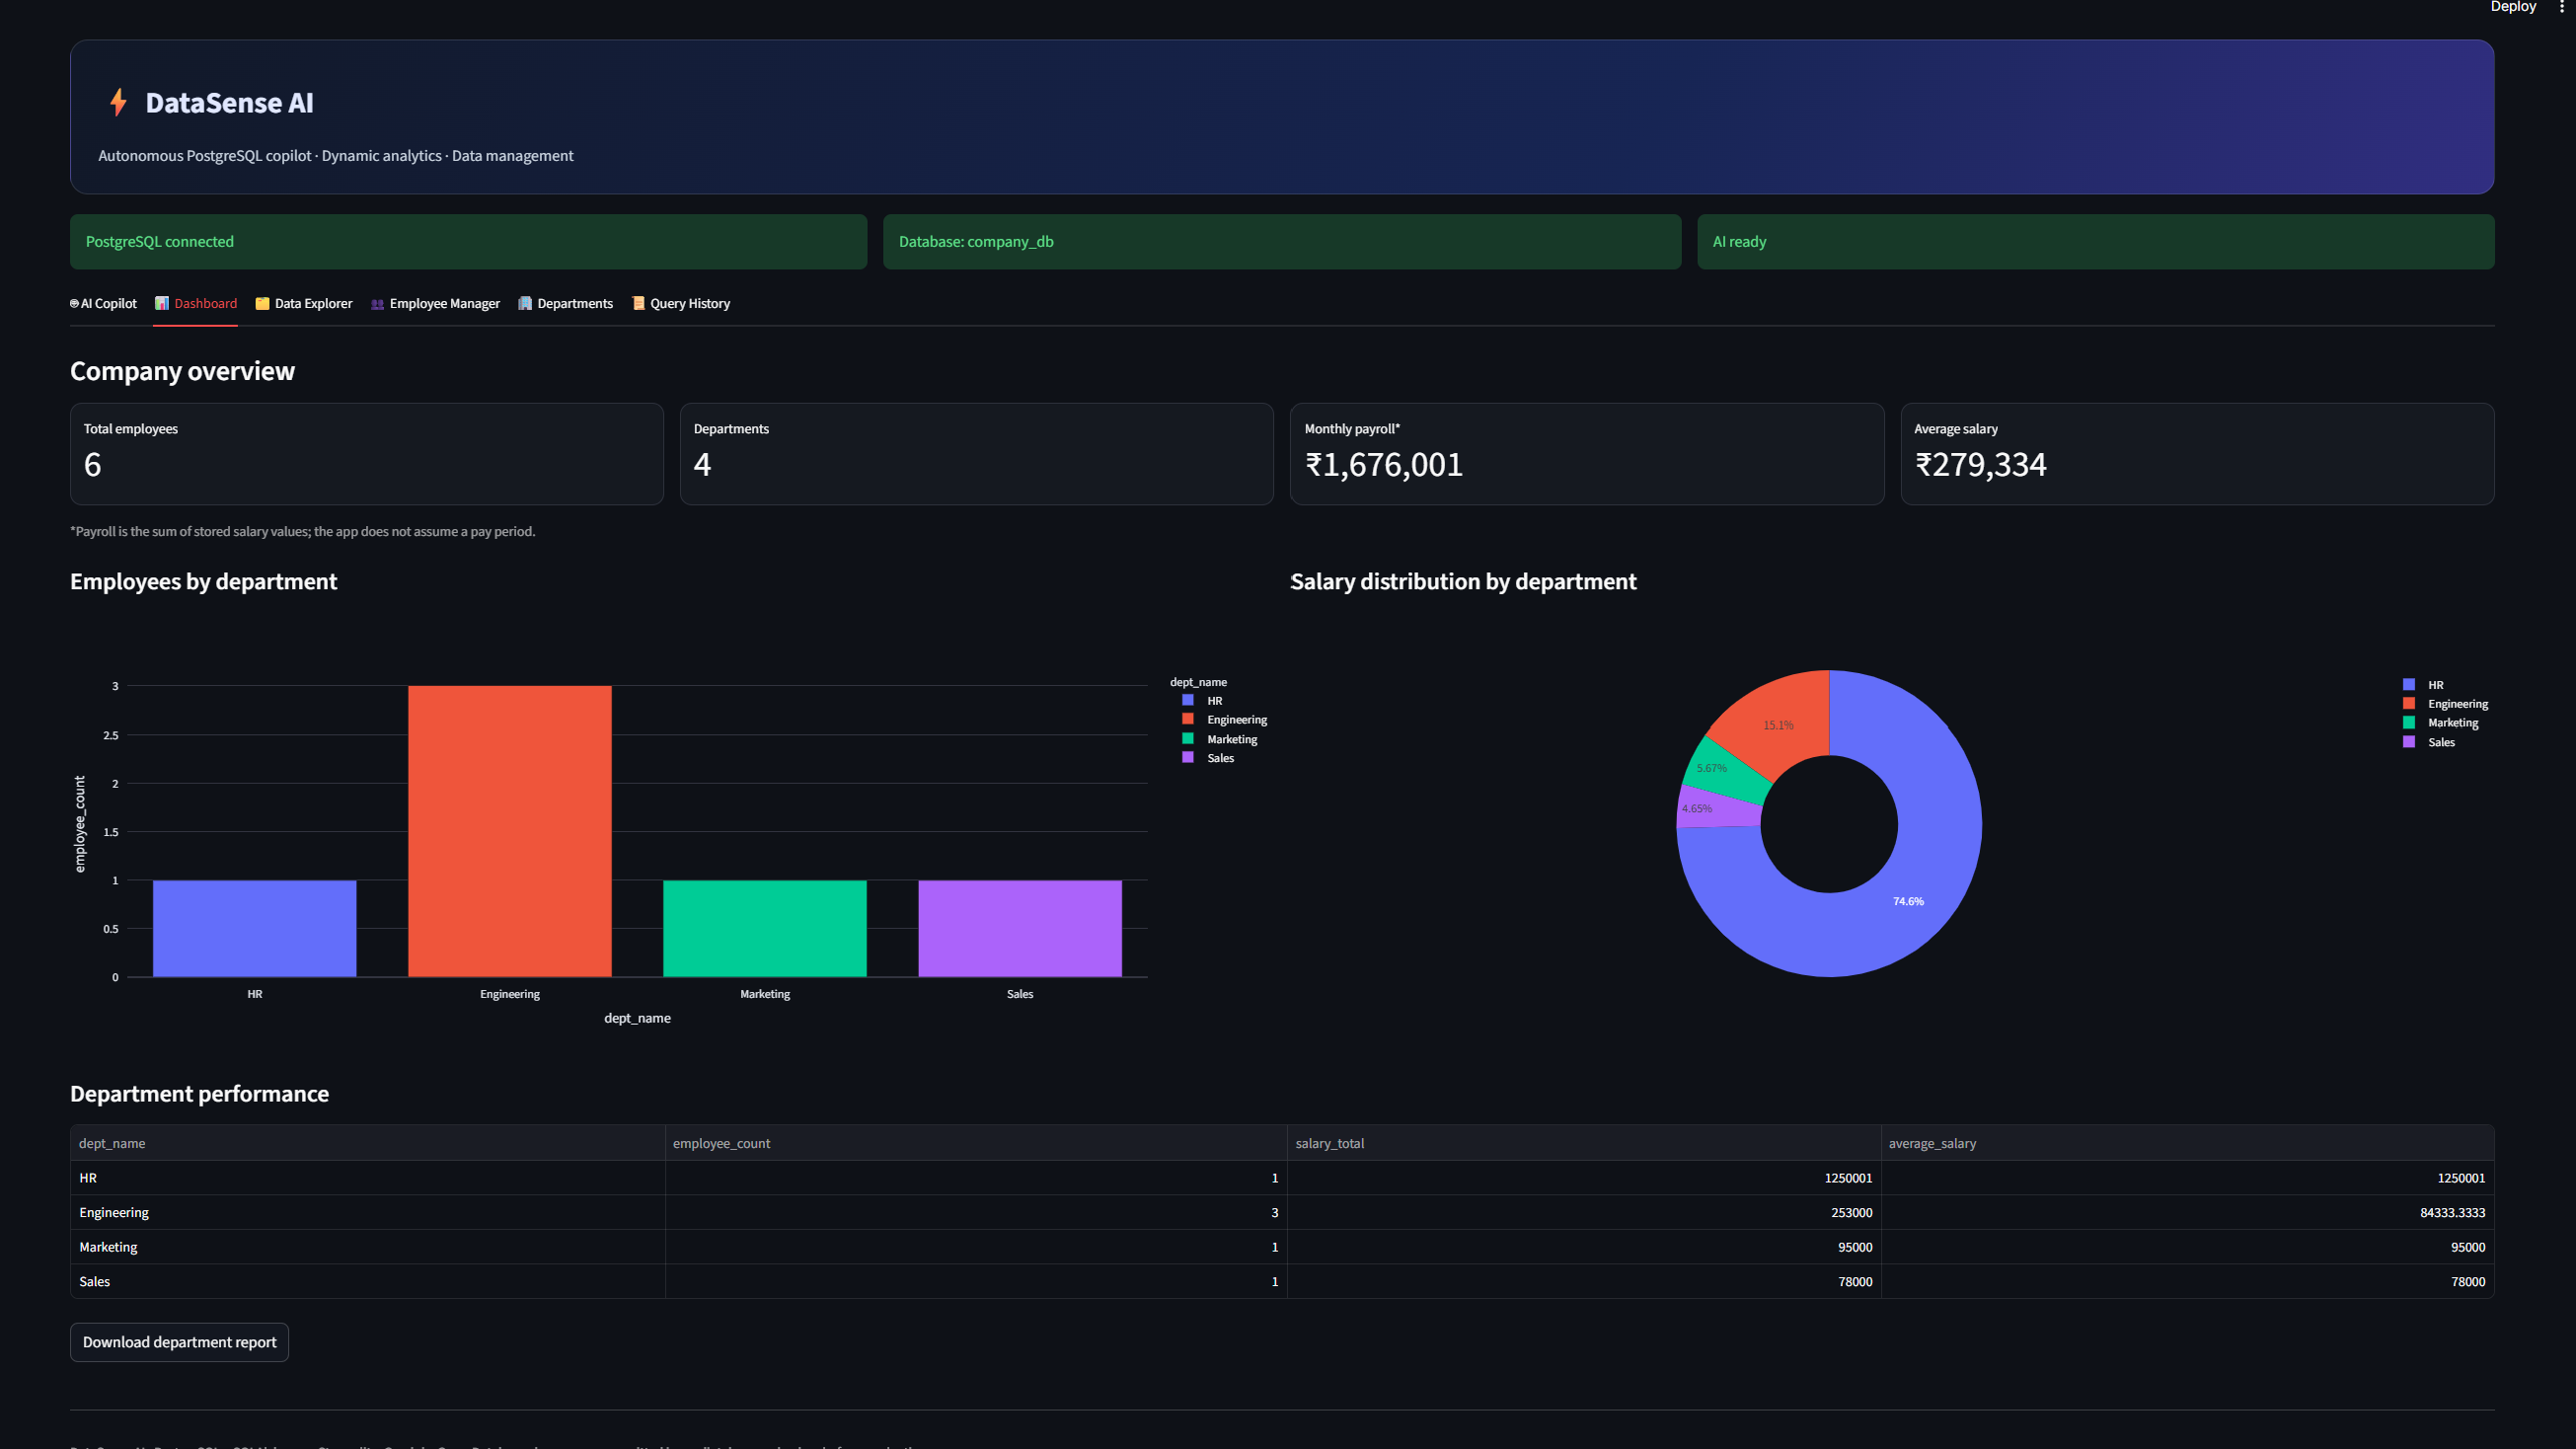 Deploy
DataSense AI
Autonomous PostgreSQL copilot · Dynamic analytics · Data management
PostgreSQL connected
Database: company_db
AI ready
AI Copilot
Dashboard
Data Explorer
Employee Manager
Departments
Query History
Company overview
Total employees
6
Departments
4
Monthly payroll*
₹1,676,001
Average salary
₹279,334
*Payroll is the sum of stored salary values; the app does not assume a pay period.
Employees by department
3
2.5
2
1.5
1
0.5
0
employee_count
HR
Engineering
Marketing
Sales
dept_name
dept_name
HR
Engineering
Marketing
Sales
Salary distribution by department
15.1%
5.67%
4.65%
74.6%
HR
Engineering
Marketing
Sales
Department performance
dept_name employee_count salary_total average_salary
HR 1 1250001 1250001
Engineering 3 253000 84333.3333
Marketing 1 95000 95000
Sales 1 78000 78000
Download department report